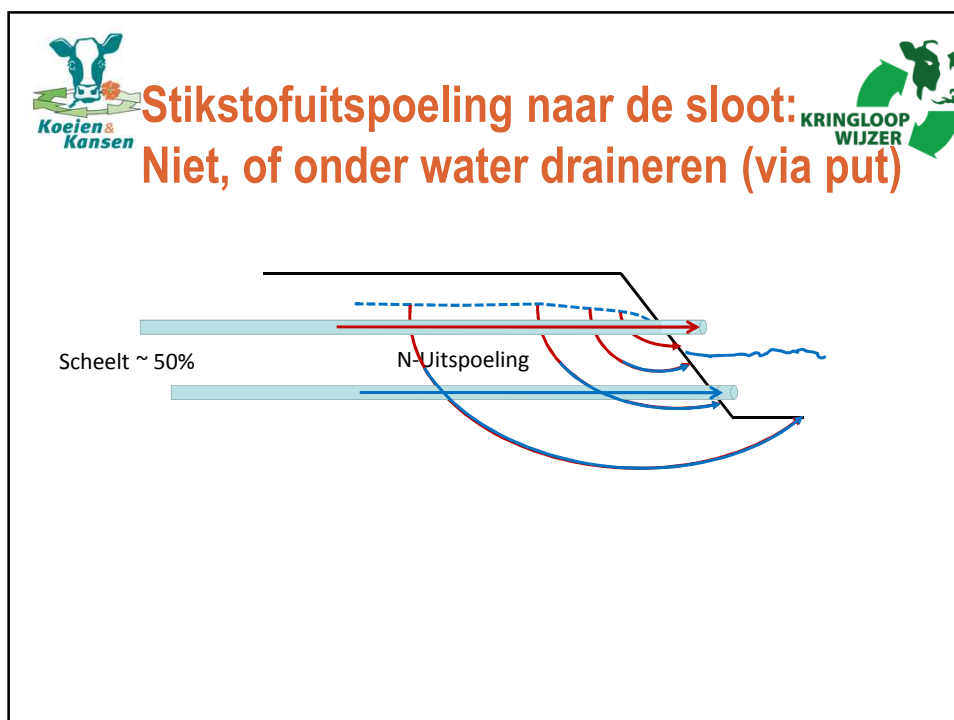 Koeien &
Kansen
Stikstofuitspoeling naar de sloot:
KRINGLOOP
WIJZER
Niet, of onder water draineren (via put)
Scheelt ~ 50%
N-Uitspoeling